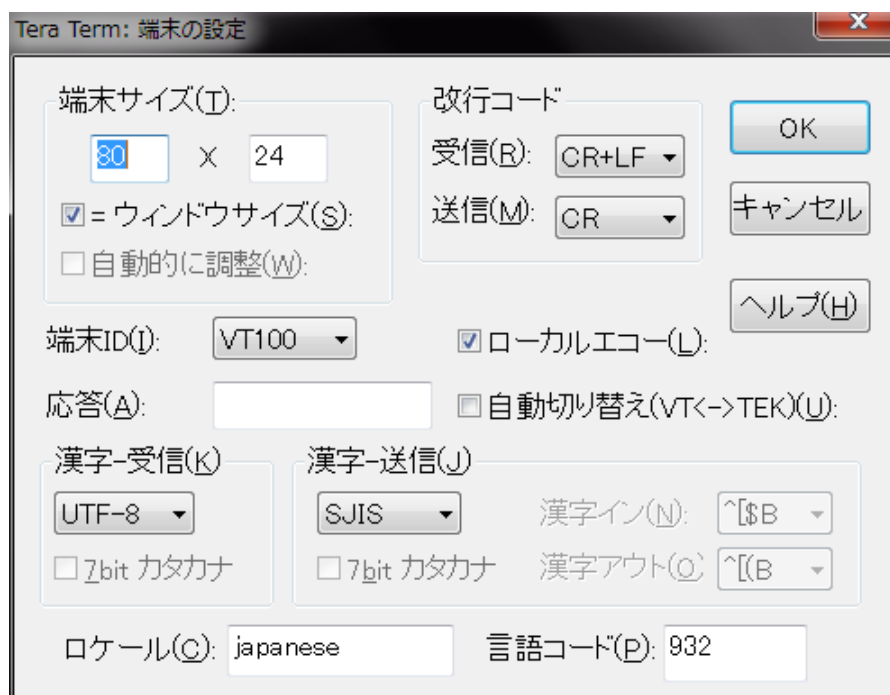 Tera Term: 端末の設定
端末サイズ(T):
80 X 24
= ウィンドウサイズ(S):
自動的に調整(W):
改行コード
受信(R): CR+LF
送信(M): CR
OK
キャンセル
ヘルプ(H)
端末ID(I): VT100
ローカルエコー(L):
応答(A):
自動切り替え(VT<->TEK)(U):
漢字-受信(K)
UTF-8
7bit カタカナ
漢字-送信(J)
SJIS
7bit カタカナ
漢字イン(N): ^[$B
漢字アウト(O) ^[(B
ロケール(C): japanese
言語コード(P): 932